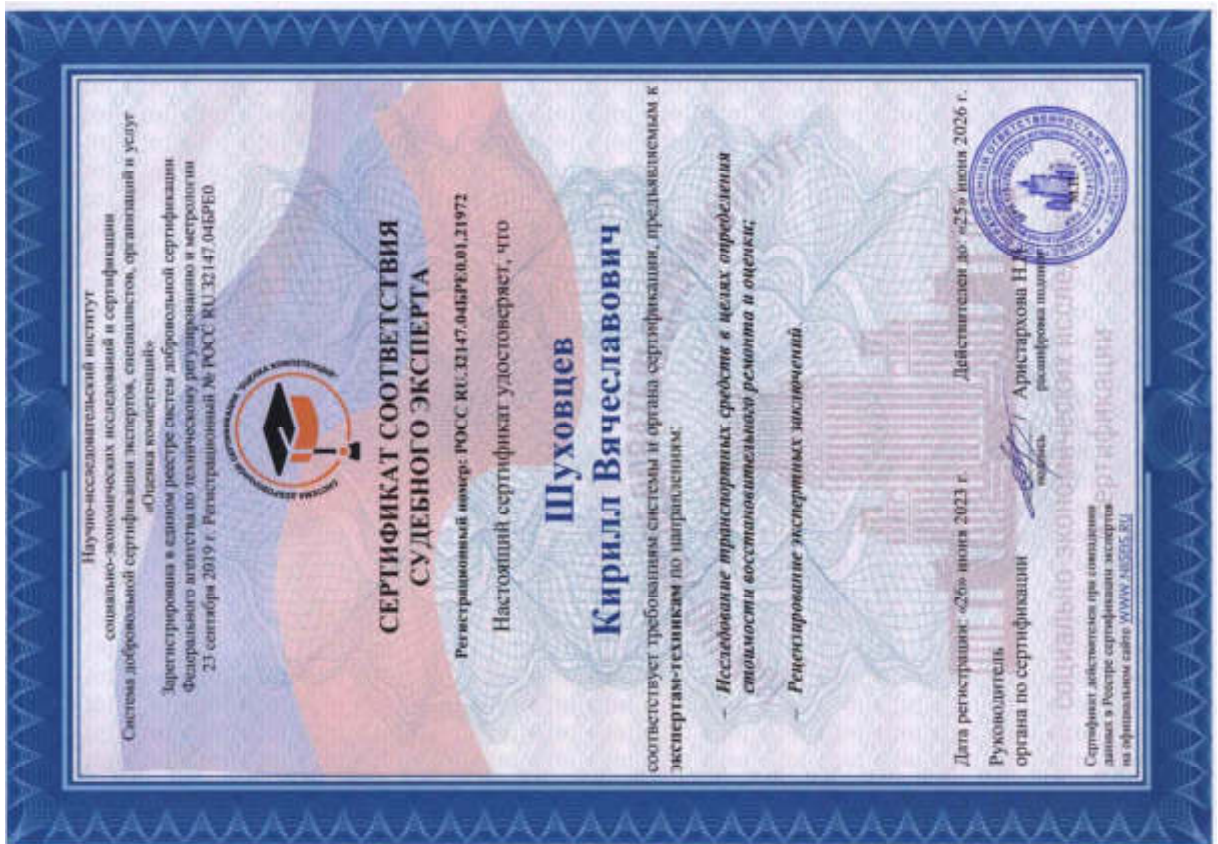 Научно-исследовательский институт
социально-экономических исследований и сертификации
Система добровольной сертификации экспертов, специалистов, организаций и услуг
«Оценка компетенций»
Зарегистрирована в едином реестре систем добровольной сертификации
Федерального агентства по техническому регулированию и метрологии
23 сентября 2019 г. Регистрационный № РОСС RU 32147.04БРЕ0
СИСТЕМА ДОБРОВОЛЬНОЙ СЕРТИФИКАЦИИ "ОЦЕНКА КОМПЕТЕНЦИЙ"
СЕРТИФИКАТ СООТВЕТСТВИЯ
СУДЕБНОГО ЭКСПЕРТА
Регистрационный номер: РОСС RU.32147.04БРЕ0.01.21972
Настоящий сертификат удостоверяет, что
Шуховцев
Кирилл Вячеславович
соответствует требованиям системы и органа сертификации, предъявляемым к
экспертам-техникам по направлениям:
- Исследование транспортных средств в целях определения
стоимости восстановительного ремонта и оценки;
- Рецензирование экспертных заключений.
Дата регистрации: «26» июня 2023 г. Действителен до: «25» июня 2026 г.
Руководитель
органа по сертификации / Аристархова Н.
подпись расшифровка подписи
М.П.
Сертификат действителен при совпадении
данных в Реестре сертификации экспертов
на официальном сайте